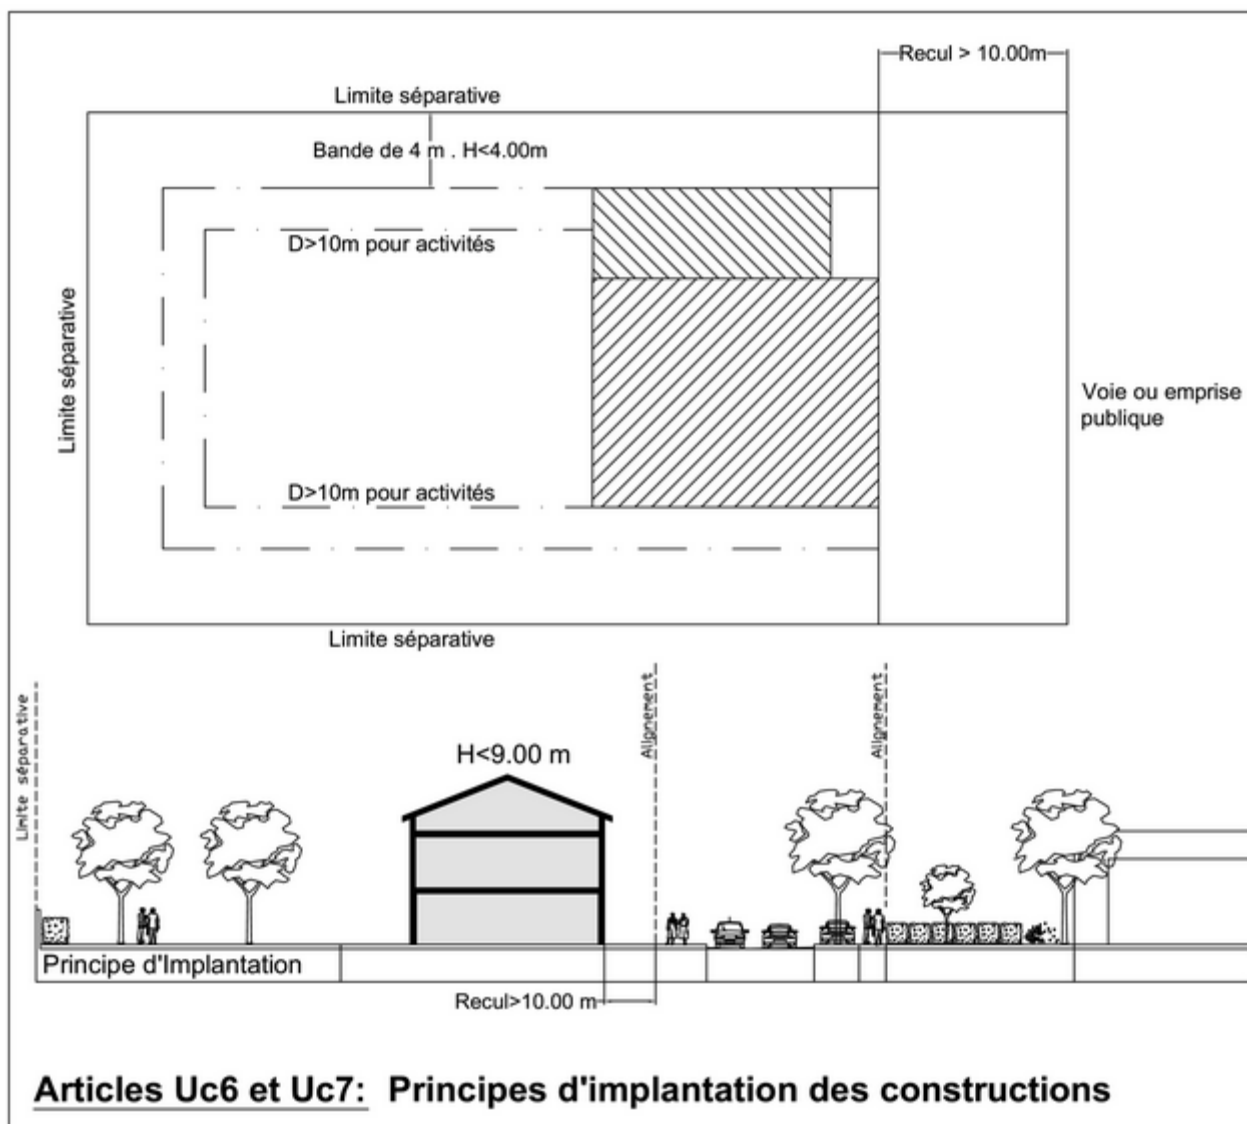 Recul > 10.00m
Limite séparative
Bande de 4 m . H<4.00m
D>10m pour activités
Limite séparative
D>10m pour activités
Voie ou emprise
publique
Limite séparative
Limite séparative
Alignement
Alignement
H<9.00 m
Principe d'Implantation
Recul>10.00 m
Articles Uc6 et Uc7: Principes d'implantation des constructions